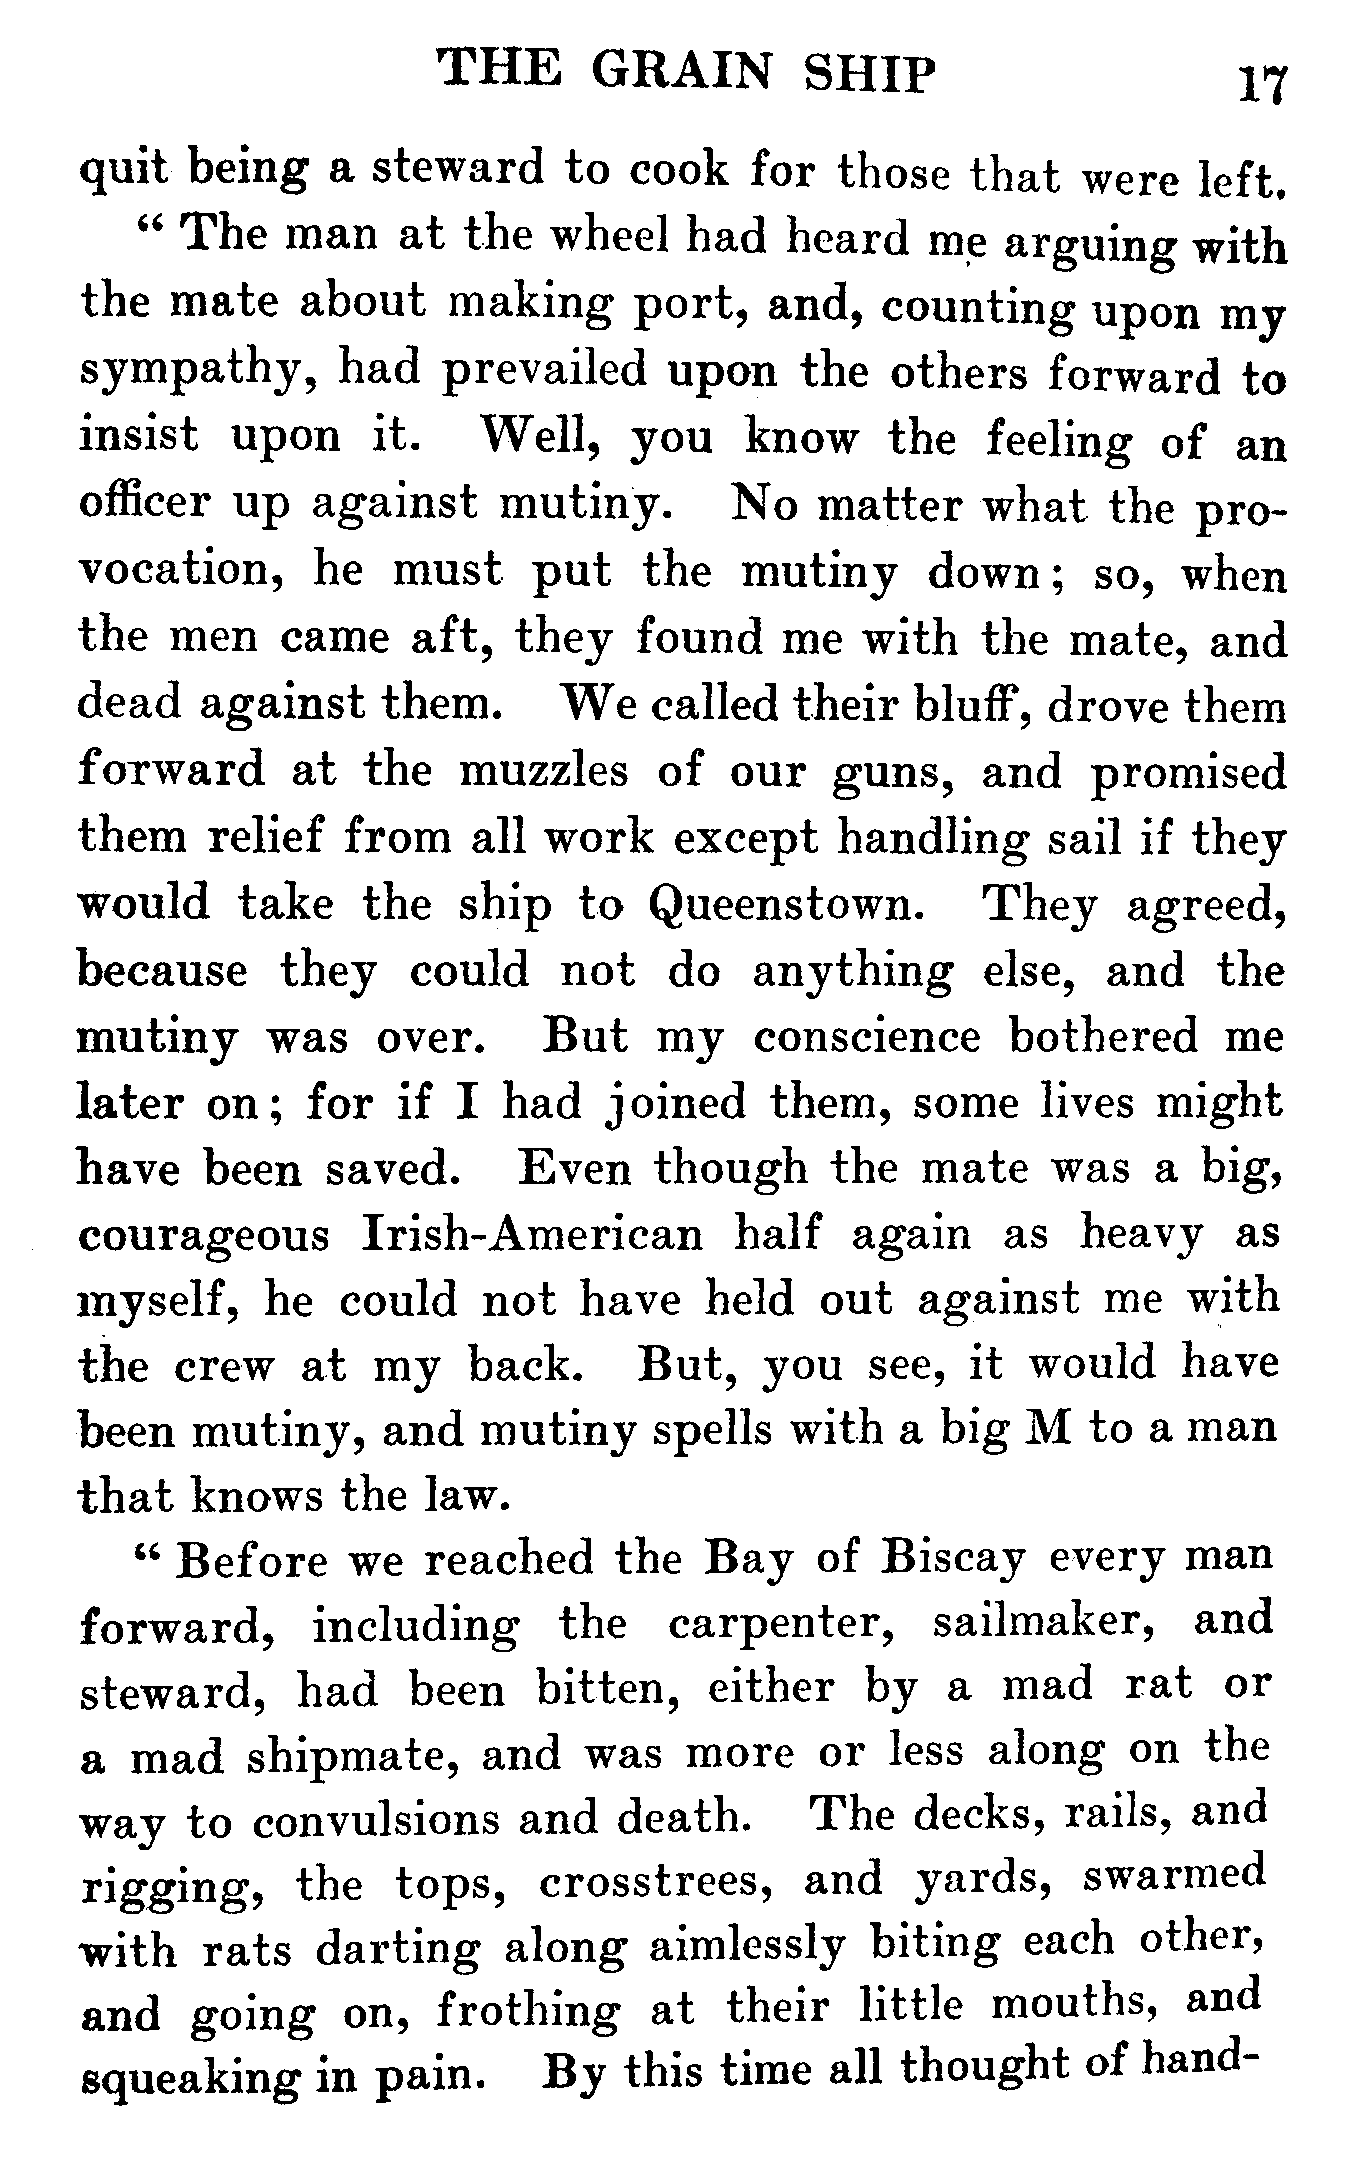 THE GRAIN SHIP 17
quit being a steward to cook for those that were left.
“ The man at the wheel had heard me arguing with
the mate about making port, and, counting upon my
sympathy, had prevailed upon the others forward to
insist upon it. Well, you know the feeling of an
officer up against mutiny. No matter what the pro-
vocation, he must put the mutiny down; so, when
the men came aft, they found me with the mate, and
dead against them. We called their bluff, drove them
forward at the muzzles of our guns, and promised
them relief from all work except handling sail if they
would take the ship to Queenstown. They agreed,
because they could not do anything else, and the
mutiny was over. But my conscience bothered me
later on; for if I had joined them, some lives might
have been saved. Even though the mate was a big,
courageous Irish-American half again as heavy as
myself, he could not have held out against me with
the crew at my back. But, you see, it would have
been mutiny, and mutiny spells with a big M to a man
that knows the law.
“ Before we reached the Bay of Biscay every man
forward, including the carpenter, sailmaker, and
steward, had been bitten, either by a mad rat or
a mad shipmate, and was more or less along on the
way to convulsions and death. The decks, rails, and
rigging, the tops, crosstrees, and yards, swarmed
with rats darting along aimlessly biting each other,
and going on, frothing at their little mouths, and
squeaking in pain. By this time all thought of hand-